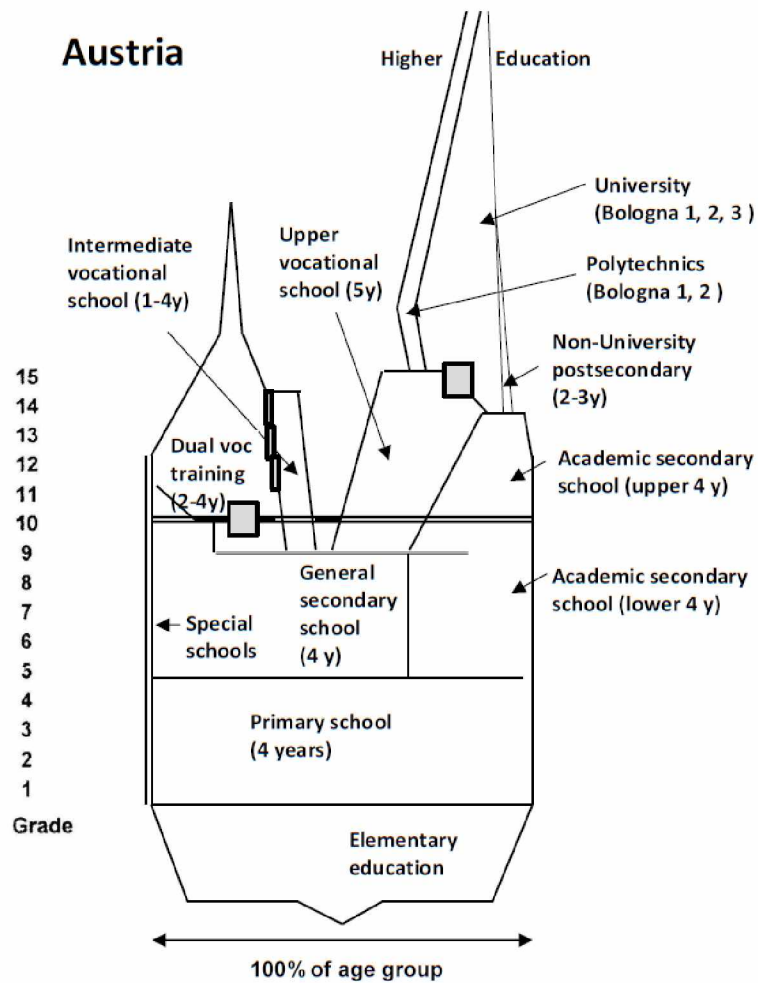 Austria
Higher Education
University
(Bologna 1, 2, 3 )
Intermediate
vocational
school (1-4y)
Upper
vocational
school (5y)
Polytechnics
(Bologna 1, 2 )
Non-University
postsecondary
(2-3y)
15
14
13
12
11
10
9
8
7
6
5
4
3
2
1
Grade
Dual voc
training
(2-4y)
Academic secondary
school (upper 4 y)
General
secondary
school
(4 y)
Academic secondary
school (lower 4 y)
Special
schools
Primary school
(4 years)
Elementary
education
100% of age group